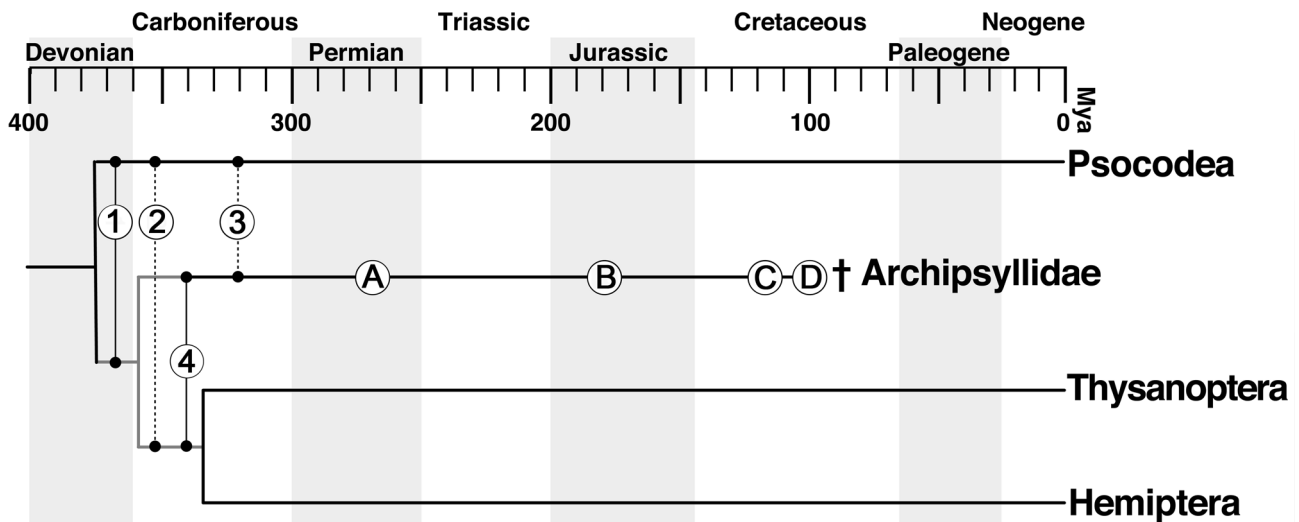 Carboniferous Triassic Cretaceous Neogene
Devonian Permian Jurassic Paleogene
400 300 200 100 0 Mya
Psocodea
1 2 3
A B C D † Archipsyllidae
4
Thysanoptera
Hemiptera